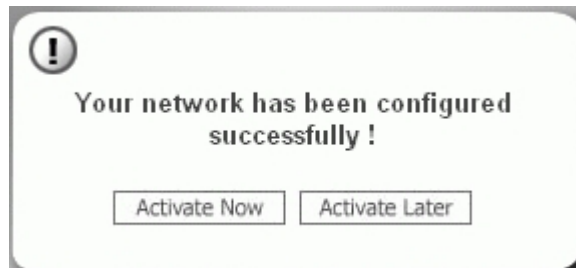 Your network has been configured
successfully !
Activate Now Activate Later